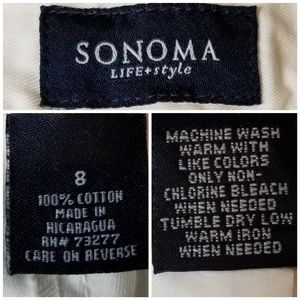 SONOMA
LIFE+style
8
100% COTTON
MADE IN
NICARAGUA
RN# 73277
CARE ON REVERSE
MACHINE WASH
WARM WITH
LIKE COLORS
ONLY NON-
CHLORINE BLEACH
WHEN NEEDED
TUMBLE DRY LOW
WARM IRON
WHEN NEEDED